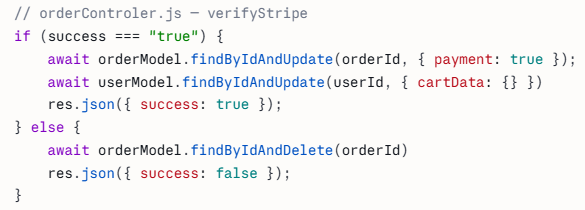 // orderControler.js — verifyStripe
if (success === "true") {
    await orderModel.findByIdAndUpdate(orderId, { payment: true });
    await userModel.findByIdAndUpdate(userId, { cartData: {} })
    res.json({ success: true });
} else {
    await orderModel.findByIdAndDelete(orderId)
    res.json({ success: false });
}